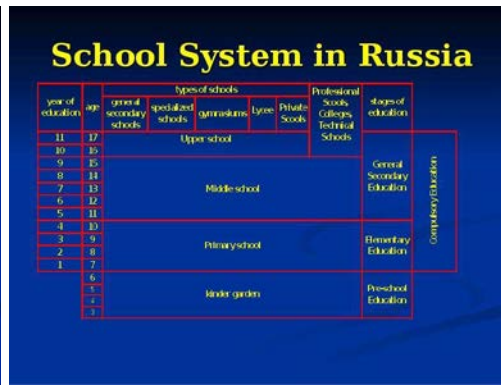 School System in Russia
year of education
age
types of schools
general secondary schools
specialized schools
gymnasiums
Lycee
Private Scools
Professional Scools, Colleges, Technical Schools
stages of education
11 17
10 16
9 15
8 14
7 13
6 12
5 11
4 10
3 9
2 8
1 7
6
5
4
3
Upper school
Middle school
Primary school
kinder garden
General Secondary Education
Elementary Education
Pre-school Education
Compulsory Education